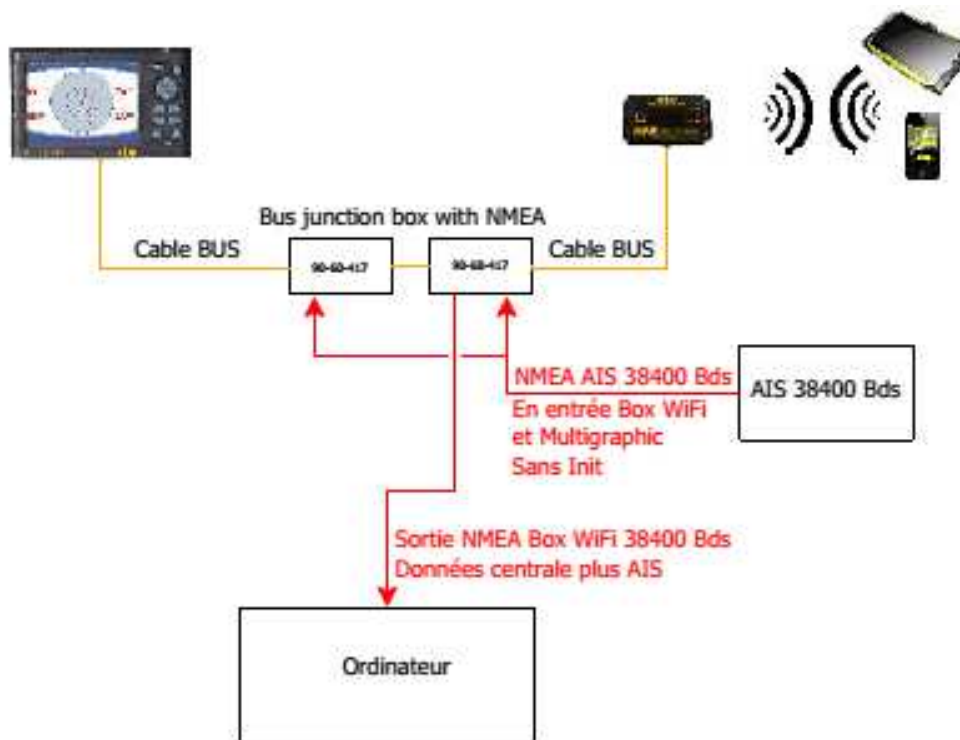 Bus junction box with NMEA
Cable BUS
90-60-417
90-60-417
Cable BUS
NMEA AIS 38400 Bds
AIS 38400 Bds
En entrée Box WiFi
et Multigraphic
Sans Init
Sortie NMEA Box WiFi 38400 Bds
Données centrale plus AIS
Ordinateur